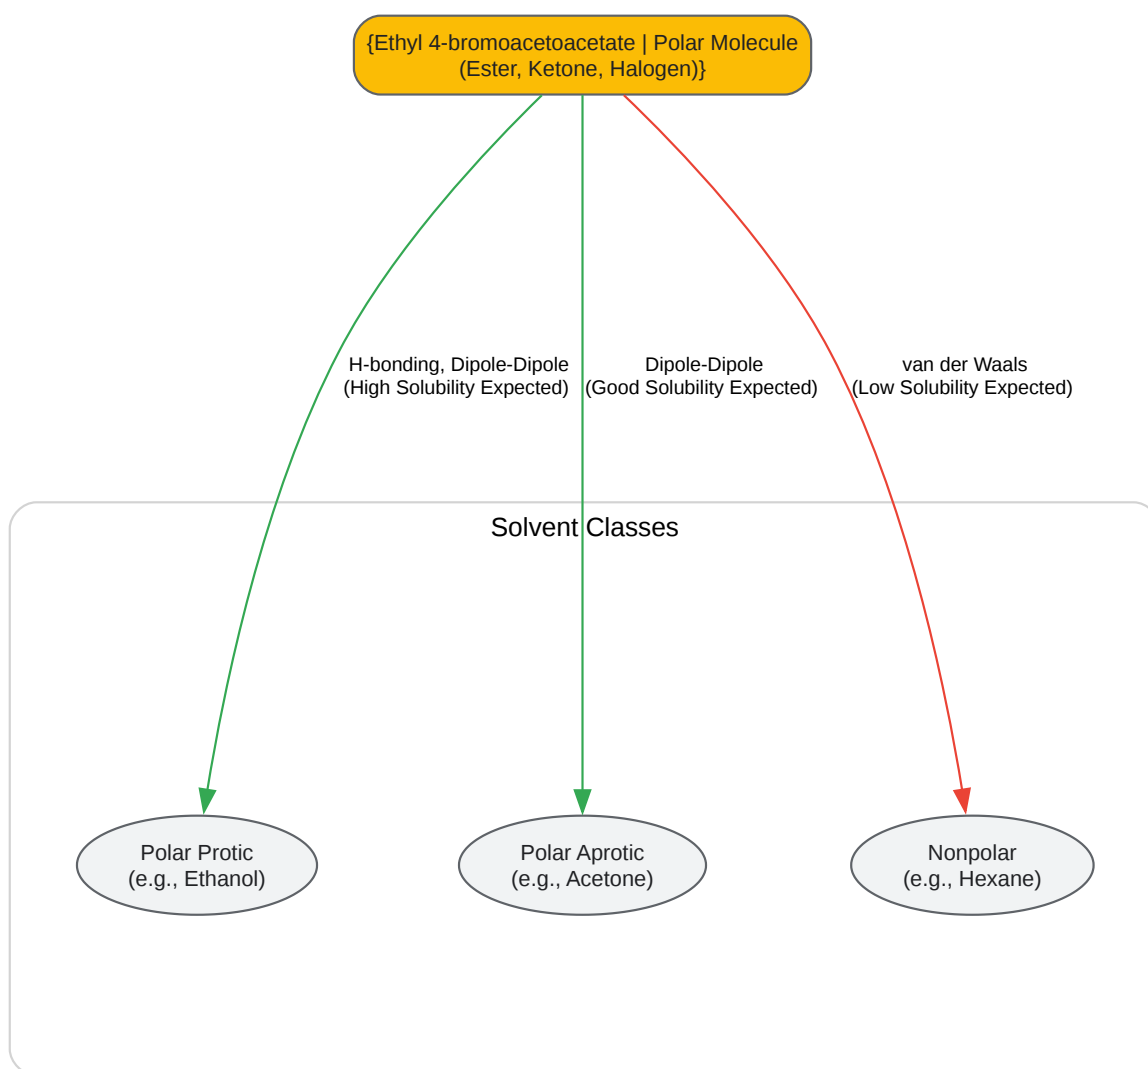 {Ethyl 4-bromoacetoacetate | Polar Molecule
(Ester, Ketone, Halogen)}
H-bonding, Dipole-Dipole
(High Solubility Expected)
Dipole-Dipole
(Good Solubility Expected)
van der Waals
(Low Solubility Expected)
Solvent Classes
Polar Protic
(e.g., Ethanol)
Polar Aprotic
(e.g., Acetone)
Nonpolar
(e.g., Hexane)